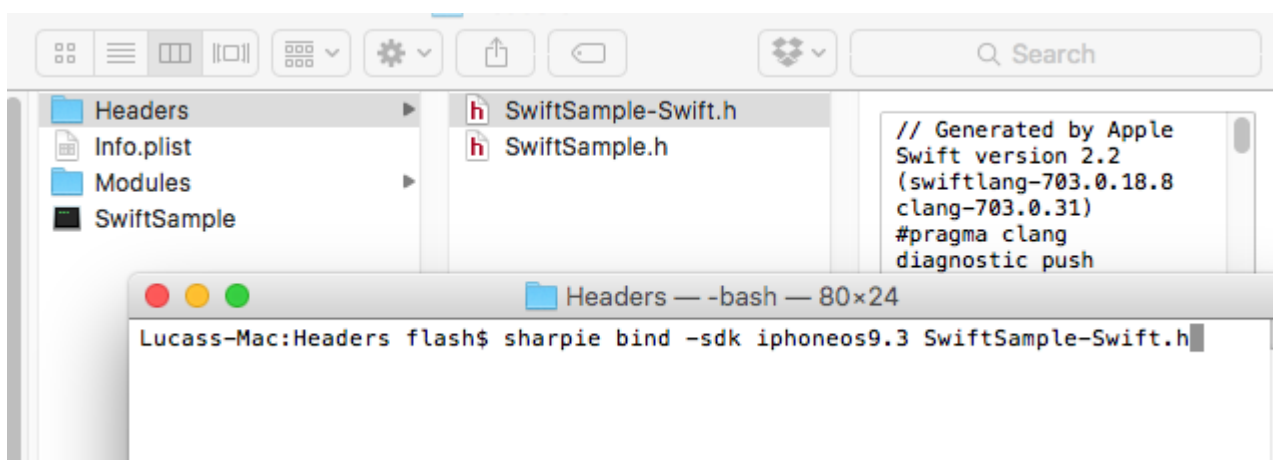 Search
Headers
Info.plist
Modules
SwiftSample
h SwiftSample-Swift.h
h SwiftSample.h
// Generated by Apple
Swift version 2.2
(swiftlang-703.0.18.8
clang-703.0.31)
#pragma clang
diagnostic push
Headers — -bash — 80×24
Lucass-Mac:Headers flash$ sharpie bind -sdk iphoneos9.3 SwiftSample-Swift.h